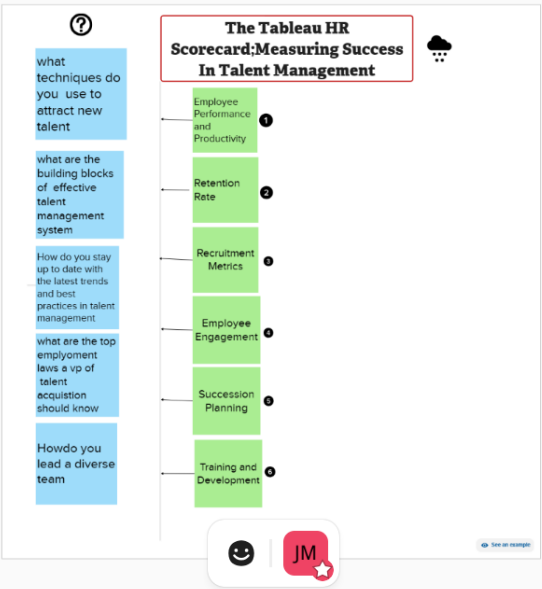 The Tableau HR
Scorecard;Measuring Success
In Talent Management
what
techniques do
you use to
attract new
talent
what are the
building blocks
of effective
talent
management
system
How do you stay
up to date with
the latest trends
and best
practices in talent
management
what are the top
emplyoment
laws a vp of
talent
acquistion
should know
Howdo you
lead a diverse
team
Employee
Performance
and
Productivity
1
Retention
Rate
2
Recruitment
Metrics
3
Employee
Engagement
4
Succession
Planning
5
Training and
Development
6
See an example
JM